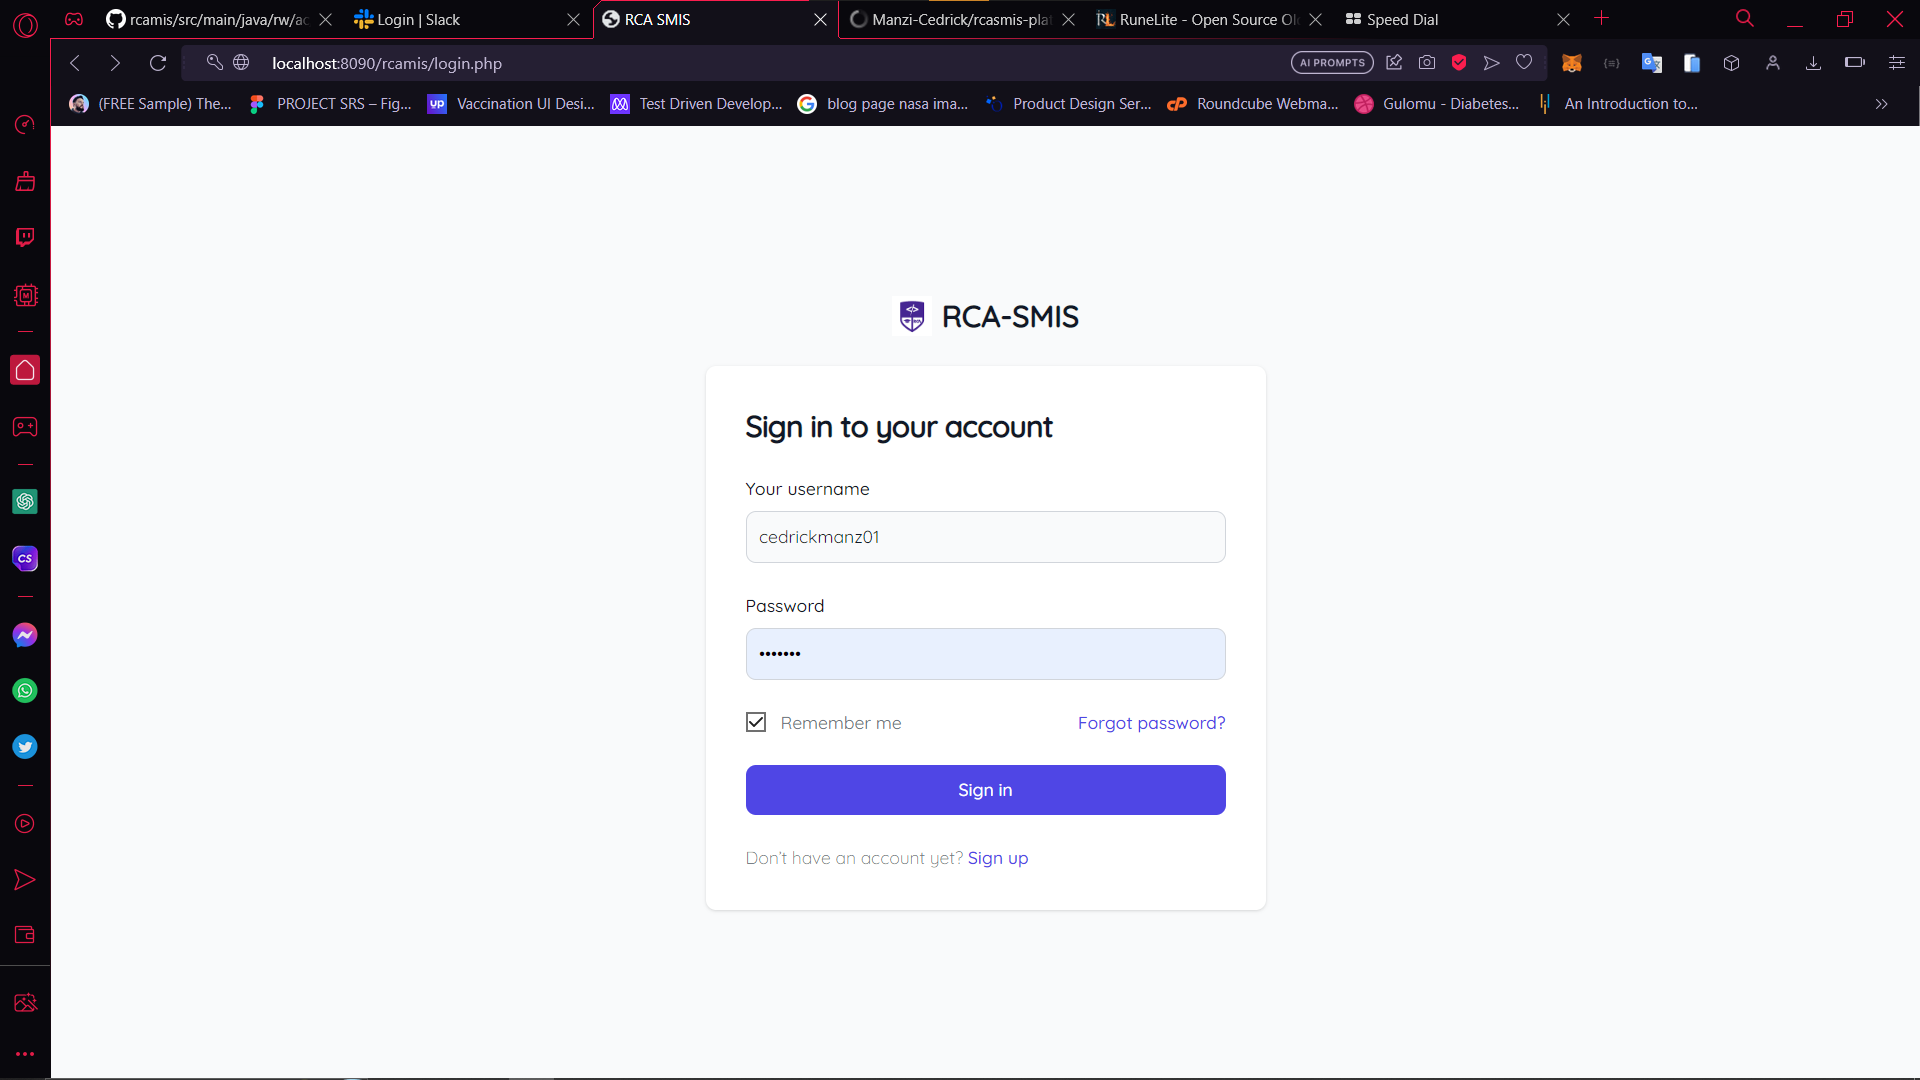 rcamis/src/main/java/rw/ac
Login | Slack
RCA SMIS
Manzi-Cedrick/rcasmis-plat
RuneLite - Open Source Ol
Speed Dial
localhost:8090/rcamis/login.php
AI PROMPTS
(FREE Sample) The...
PROJECT SRS – Fig...
up
Vaccination UI Desi...
Test Driven Develop...
blog page nasa ima...
Product Design Ser...
Roundcube Webma...
Gulomu - Diabetes...
An Introduction to...
RCA-SMIS
Sign in to your account
Your username
cedrickmanz01
Password
•••••••
Remember me
Forgot password?
Sign in
Don't have an account yet? Sign up
CS